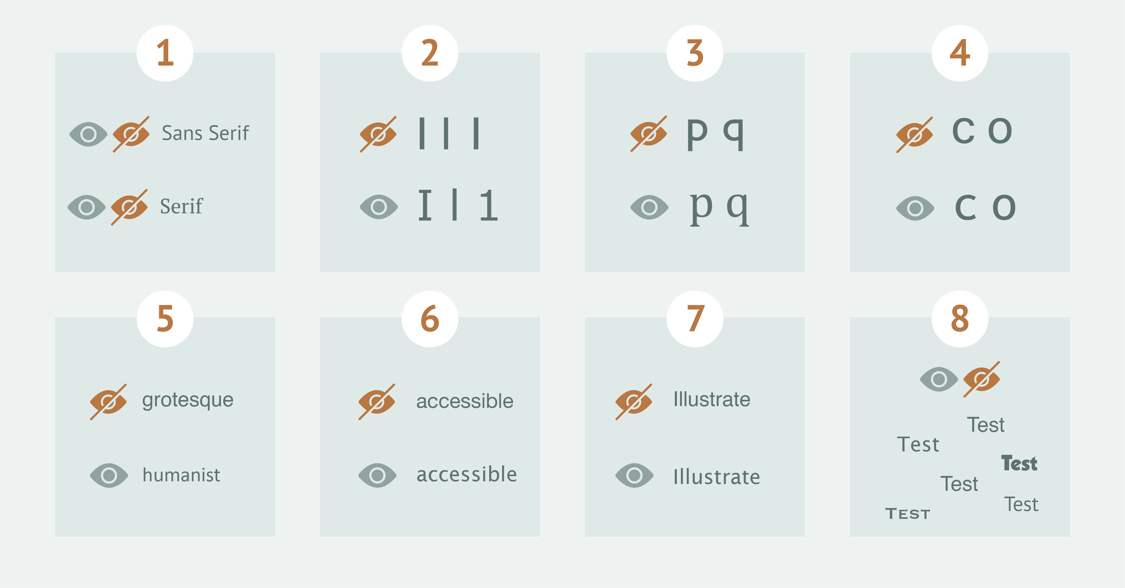 1
Sans Serif
Serif
2
I l I
I l 1
3
p q
p q
4
c o
c o
5
grotesque
humanist
6
accessible
accessible
7
Illustrate
Illustrate
8
Test
Test
Test
Test
Test
TEST